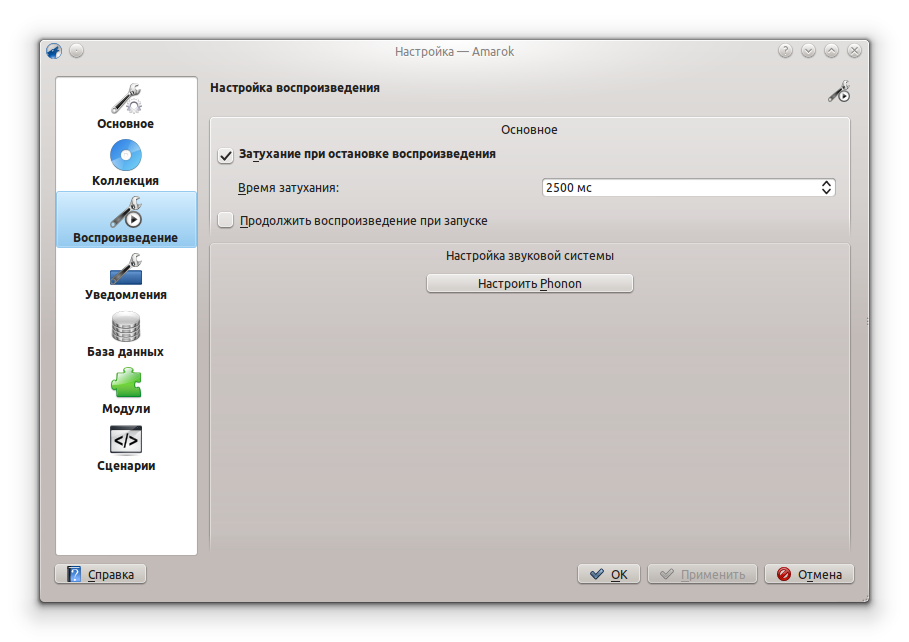 Настройка — Amarok
Основное
Коллекция
Воспроизведение
Уведомления
База данных
Модули
</>
Сценарии
Настройка воспроизведения
Основное
Затухание при остановке воспроизведения
Время затухания: 2500 мс
Продолжить воспроизведение при запуске
Настройка звуковой системы
Настроить Phonon
? Справка
OK
Применить
Отмена